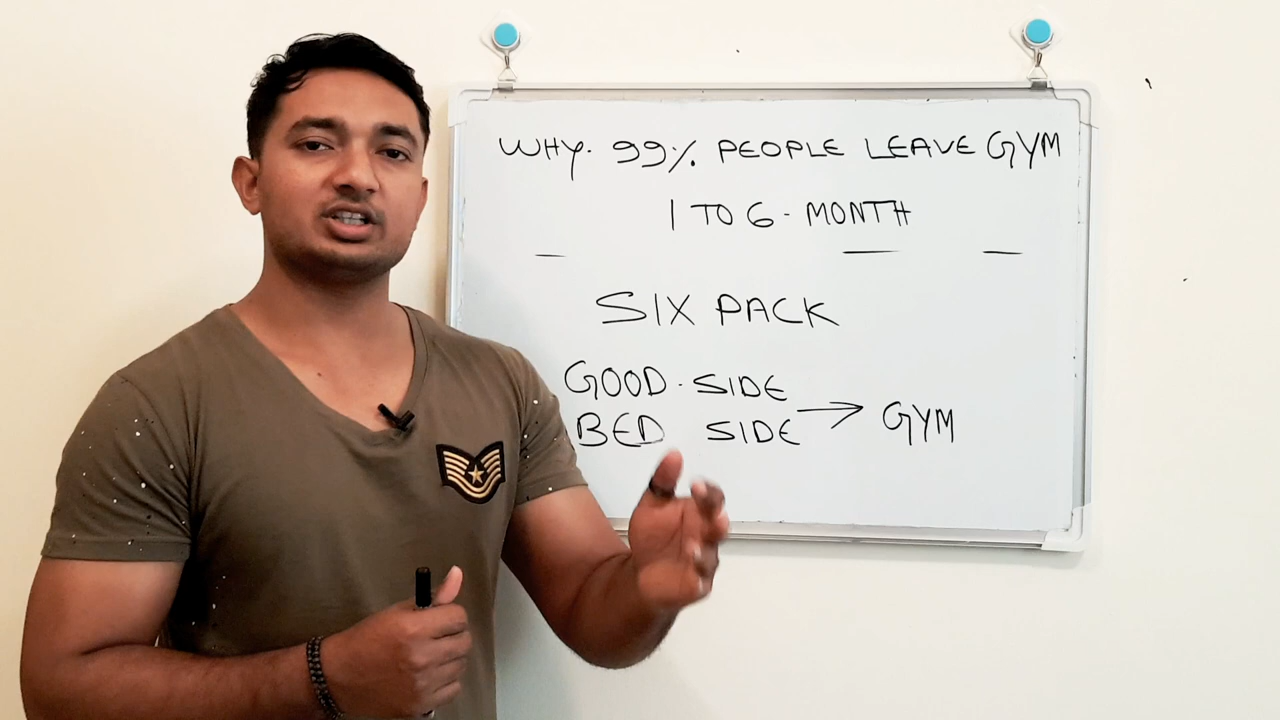 WHY. 99% PEOPLE LEAVE GYM
1 TO 6 - MONTH
SIX PACK
GOOD. SIDE
BED SIDE → GYM